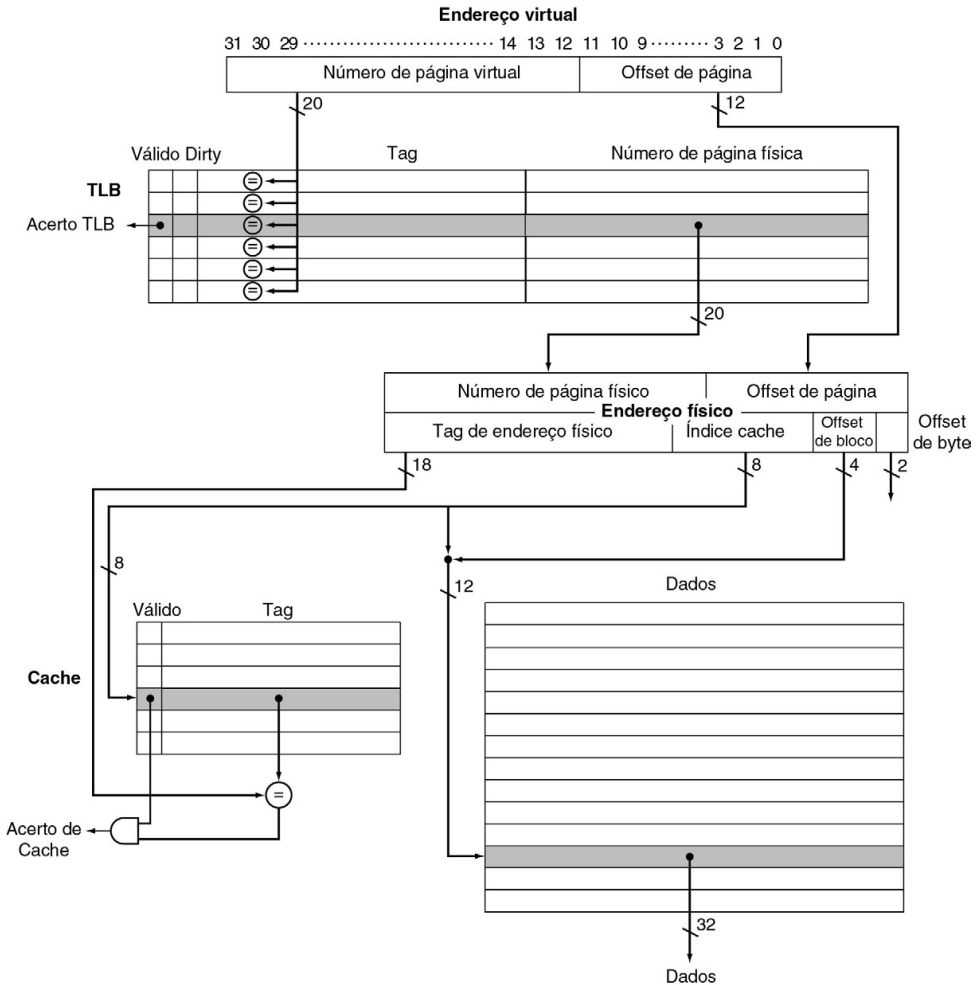 Endereço virtual
31 30 29 ·················· 14 13 12 11 10 9 ········ 3 2 1 0
Número de página virtual Offset de página
20 12
Válido Dirty Tag Número de página física
TLB
=
=
Acerto TLB =
=
=
=
20
Número de página físico Offset de página
Endereço físico
Tag de endereço físico Índice cache Offset de bloco Offset de byte
18 8 4 2
8
12
Dados
Válido Tag
Cache
=
Acerto de
Cache
32
Dados